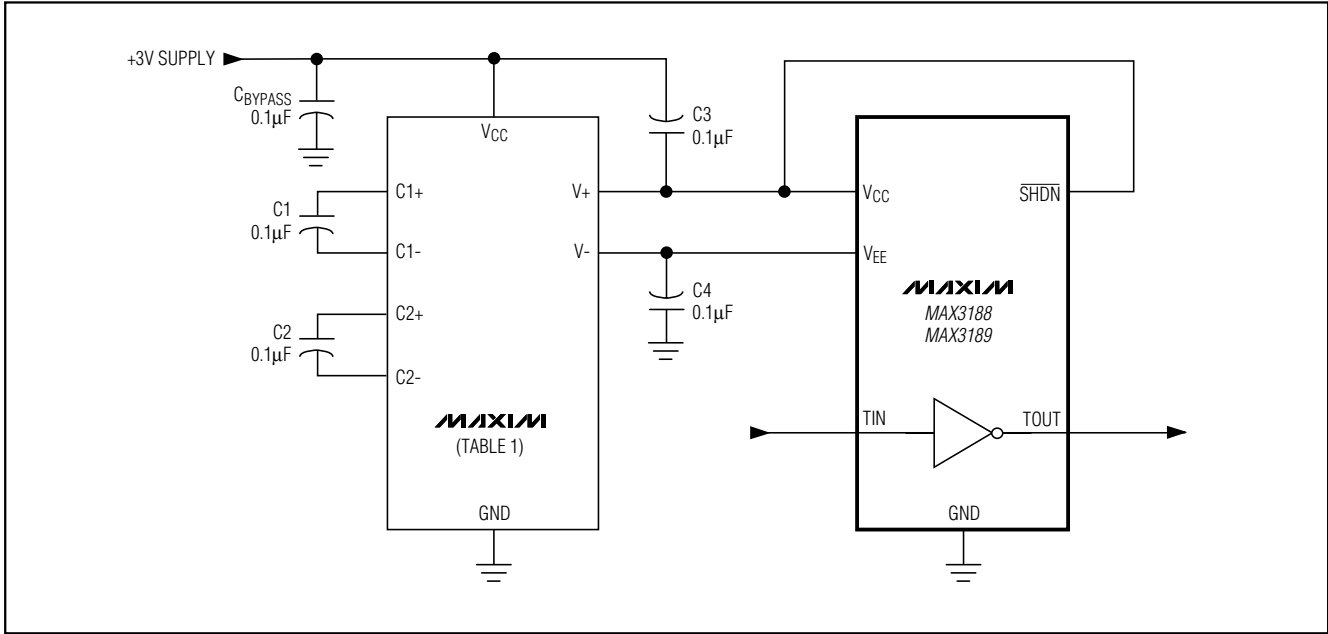 +3V SUPPLY
CBYPASS
0.1µF
C3
0.1µF
VCC
C1+
C1
0.1µF
C1-
C2+
C2
0.1µF
C2-
V+
V-
MAXIM
(TABLE 1)
GND
C4
0.1µF
VCC
SHDN
VEE
MAXIM
MAX3188
MAX3189
TIN
TOUT
GND